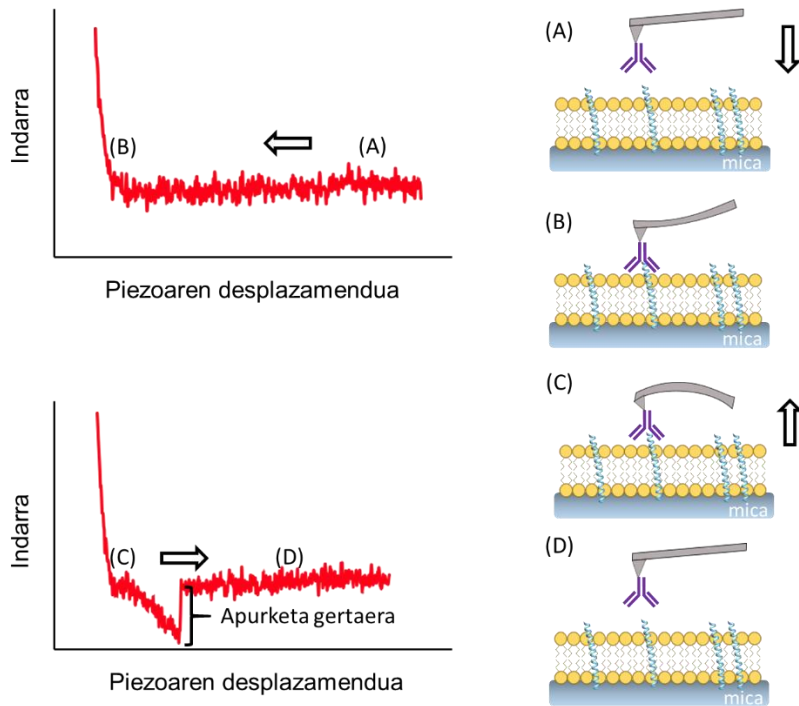 Indarra
(B)
(A)
Piezoaren desplazamendua
Indarra
(C)
(D)
Apurketa gertaera
Piezoaren desplazamendua
(A)
mica
(B)
mica
(C)
mica
(D)
mica